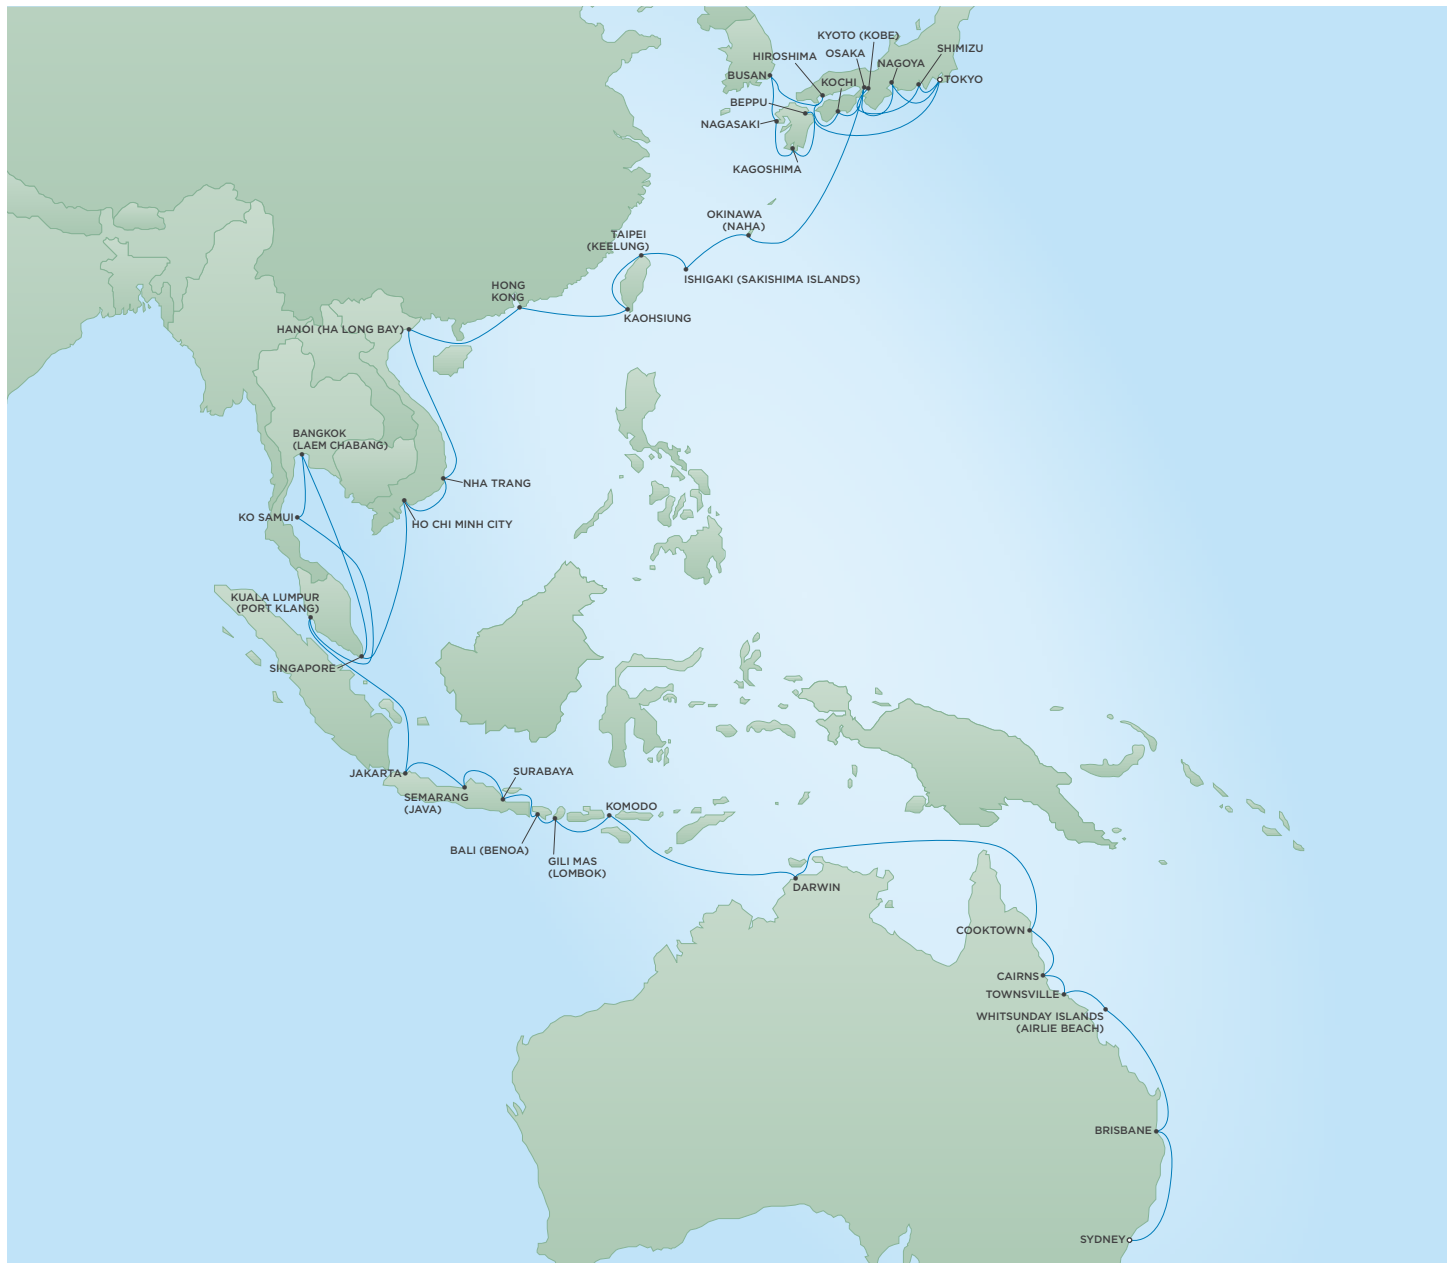 KYOTO (KOBE)
SHIMIZU
OSAKA
HIROSHIMA
NAGOYA
BUSAN
TOKYO
KOCHI
BEPPU
NAGASAKI
KAGOSHIMA
OKINAWA
(NAHA)
TAIPEI
(KEELUNG)
ISHIGAKI (SAKISHIMA ISLANDS)
HONG
KONG
KAOHSIUNG
HANOI (HA LONG BAY)
BANGKOK
(LAEM CHABANG)
NHA TRANG
KO SAMUI
HO CHI MINH CITY
KUALA LUMPUR
(PORT KLANG)
SINGAPORE
JAKARTA
SURABAYA
SEMARANG
(JAVA)
KOMODO
BALI (BENOA)
GILI MAS
(LOMBOK)
DARWIN
COOKTOWN
CAIRNS
TOWNSVILLE
WHITSUNDAY ISLANDS
(AIRLIE BEACH)
BRISBANE
SYDNEY